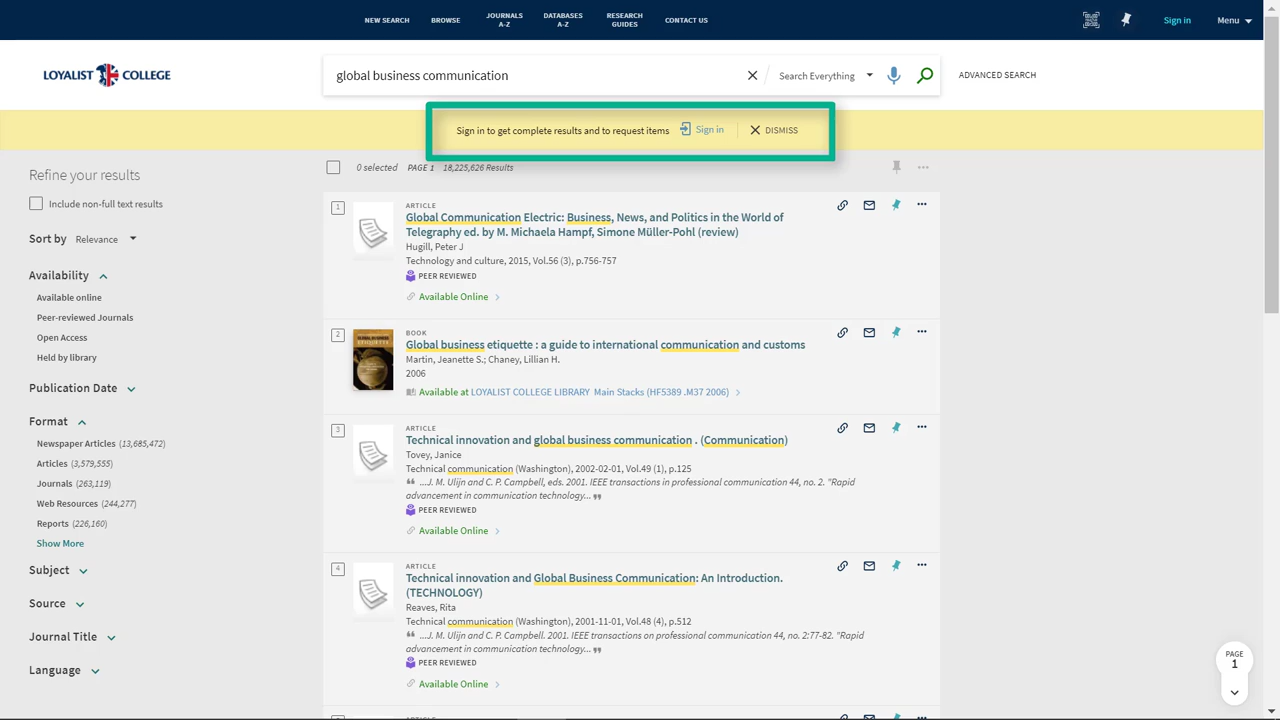 NEW SEARCH
BROWSE
JOURNALS
A-Z
DATABASES
A-Z
RESEARCH
GUIDES
CONTACT US
Sign in
Menu
LOYALIST COLLEGE
global business communication
Search Everything
ADVANCED SEARCH
Sign in to get complete results and to request items
Sign in
DISMISS
Refine your results
Include non-full text results
Sort by Relevance
Availability
Available online
Peer-reviewed Journals
Open Access
Held by library
Publication Date
Format
Newspaper Articles (13,685,472)
Articles (3,579,555)
Journals (263,119)
Web Resources (244,277)
Reports (226,160)
Show More
Subject
Source
Journal Title
Language
0 selected PAGE 1 18,225,626 Results
1
ARTICLE
Global Communication Electric: Business, News, and Politics in the World of
Telegraphy ed. by M. Michaela Hampf, Simone Müller-Pohl (review)
Hugill, Peter J
Technology and culture, 2015, Vol.56 (3), p.756-757
PEER REVIEWED
Available Online
2
BOOK
Global business etiquette : a guide to international communication and customs
Martin, Jeanette S.; Chaney, Lillian H.
2006
Available at LOYALIST COLLEGE LIBRARY Main Stacks (HF5389 .M37 2006)
3
ARTICLE
Technical innovation and global business communication . (Communication)
Tovey, Janice
Technical communication (Washington), 2002-02-01, Vol.49 (1), p.125
❝ ...J. M. Ulijn and C. P. Campbell, eds. 2001. IEEE transactions in professional communication 44, no. 2. "Rapid
advancement in communication technology... ❞
PEER REVIEWED
Available Online
4
ARTICLE
Technical innovation and Global Business Communication: An Introduction.
(TECHNOLOGY)
Reaves, Rita
Technical communication (Washington), 2001-11-01, Vol.48 (4), p.512
❝ ...J. M. Ulijn and C. P. Campbell. 2001. IEEE transactions on professional communication 44, no. 2:77-82. "Rapid
advancement in communication technology... ❞
PEER REVIEWED
Available Online
PAGE
1